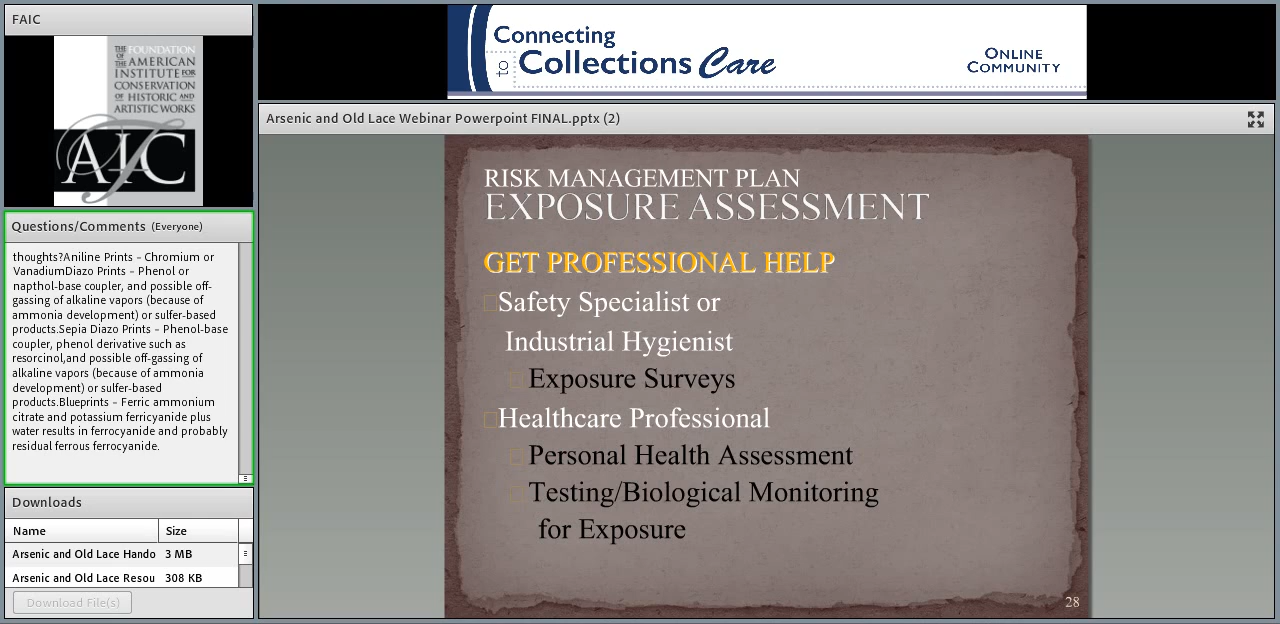 FAIC
THE FOUNDATION
OF THE AMERICAN
INSTITUTE FOR
CONSERVATION
OF HISTORIC AND
ARTISTIC WORKS
AIC
Questions/Comments (Everyone)
thoughts?Aniline Prints – Chromium or
VanadiumDiazo Prints – Phenol or
napthol-base coupler, and possible off-
gassing of alkaline vapors (because of
ammonia development) or sulfer-based
products.Sepia Diazo Prints – Phenol-base
coupler, phenol derivative such as
resorcinol,and possible off-gassing of
alkaline vapors (because of ammonia
development) or sulfer-based
products.Blueprints – Ferric ammonium
citrate and potassium ferricyanide plus
water results in ferrocyanide and probably
residual ferrous ferrocyanide.
Downloads
Name Size
Arsenic and Old Lace Hando 3 MB
Arsenic and Old Lace Resou 308 KB
Download File(s)
Connecting
to Collections Care
ONLINE
COMMUNITY
Arsenic and Old Lace Webinar Powerpoint FINAL.pptx (2)
RISK MANAGEMENT PLAN
EXPOSURE ASSESSMENT
GET PROFESSIONAL HELP
Safety Specialist or
Industrial Hygienist
Exposure Surveys
Healthcare Professional
Personal Health Assessment
Testing/Biological Monitoring
for Exposure
28